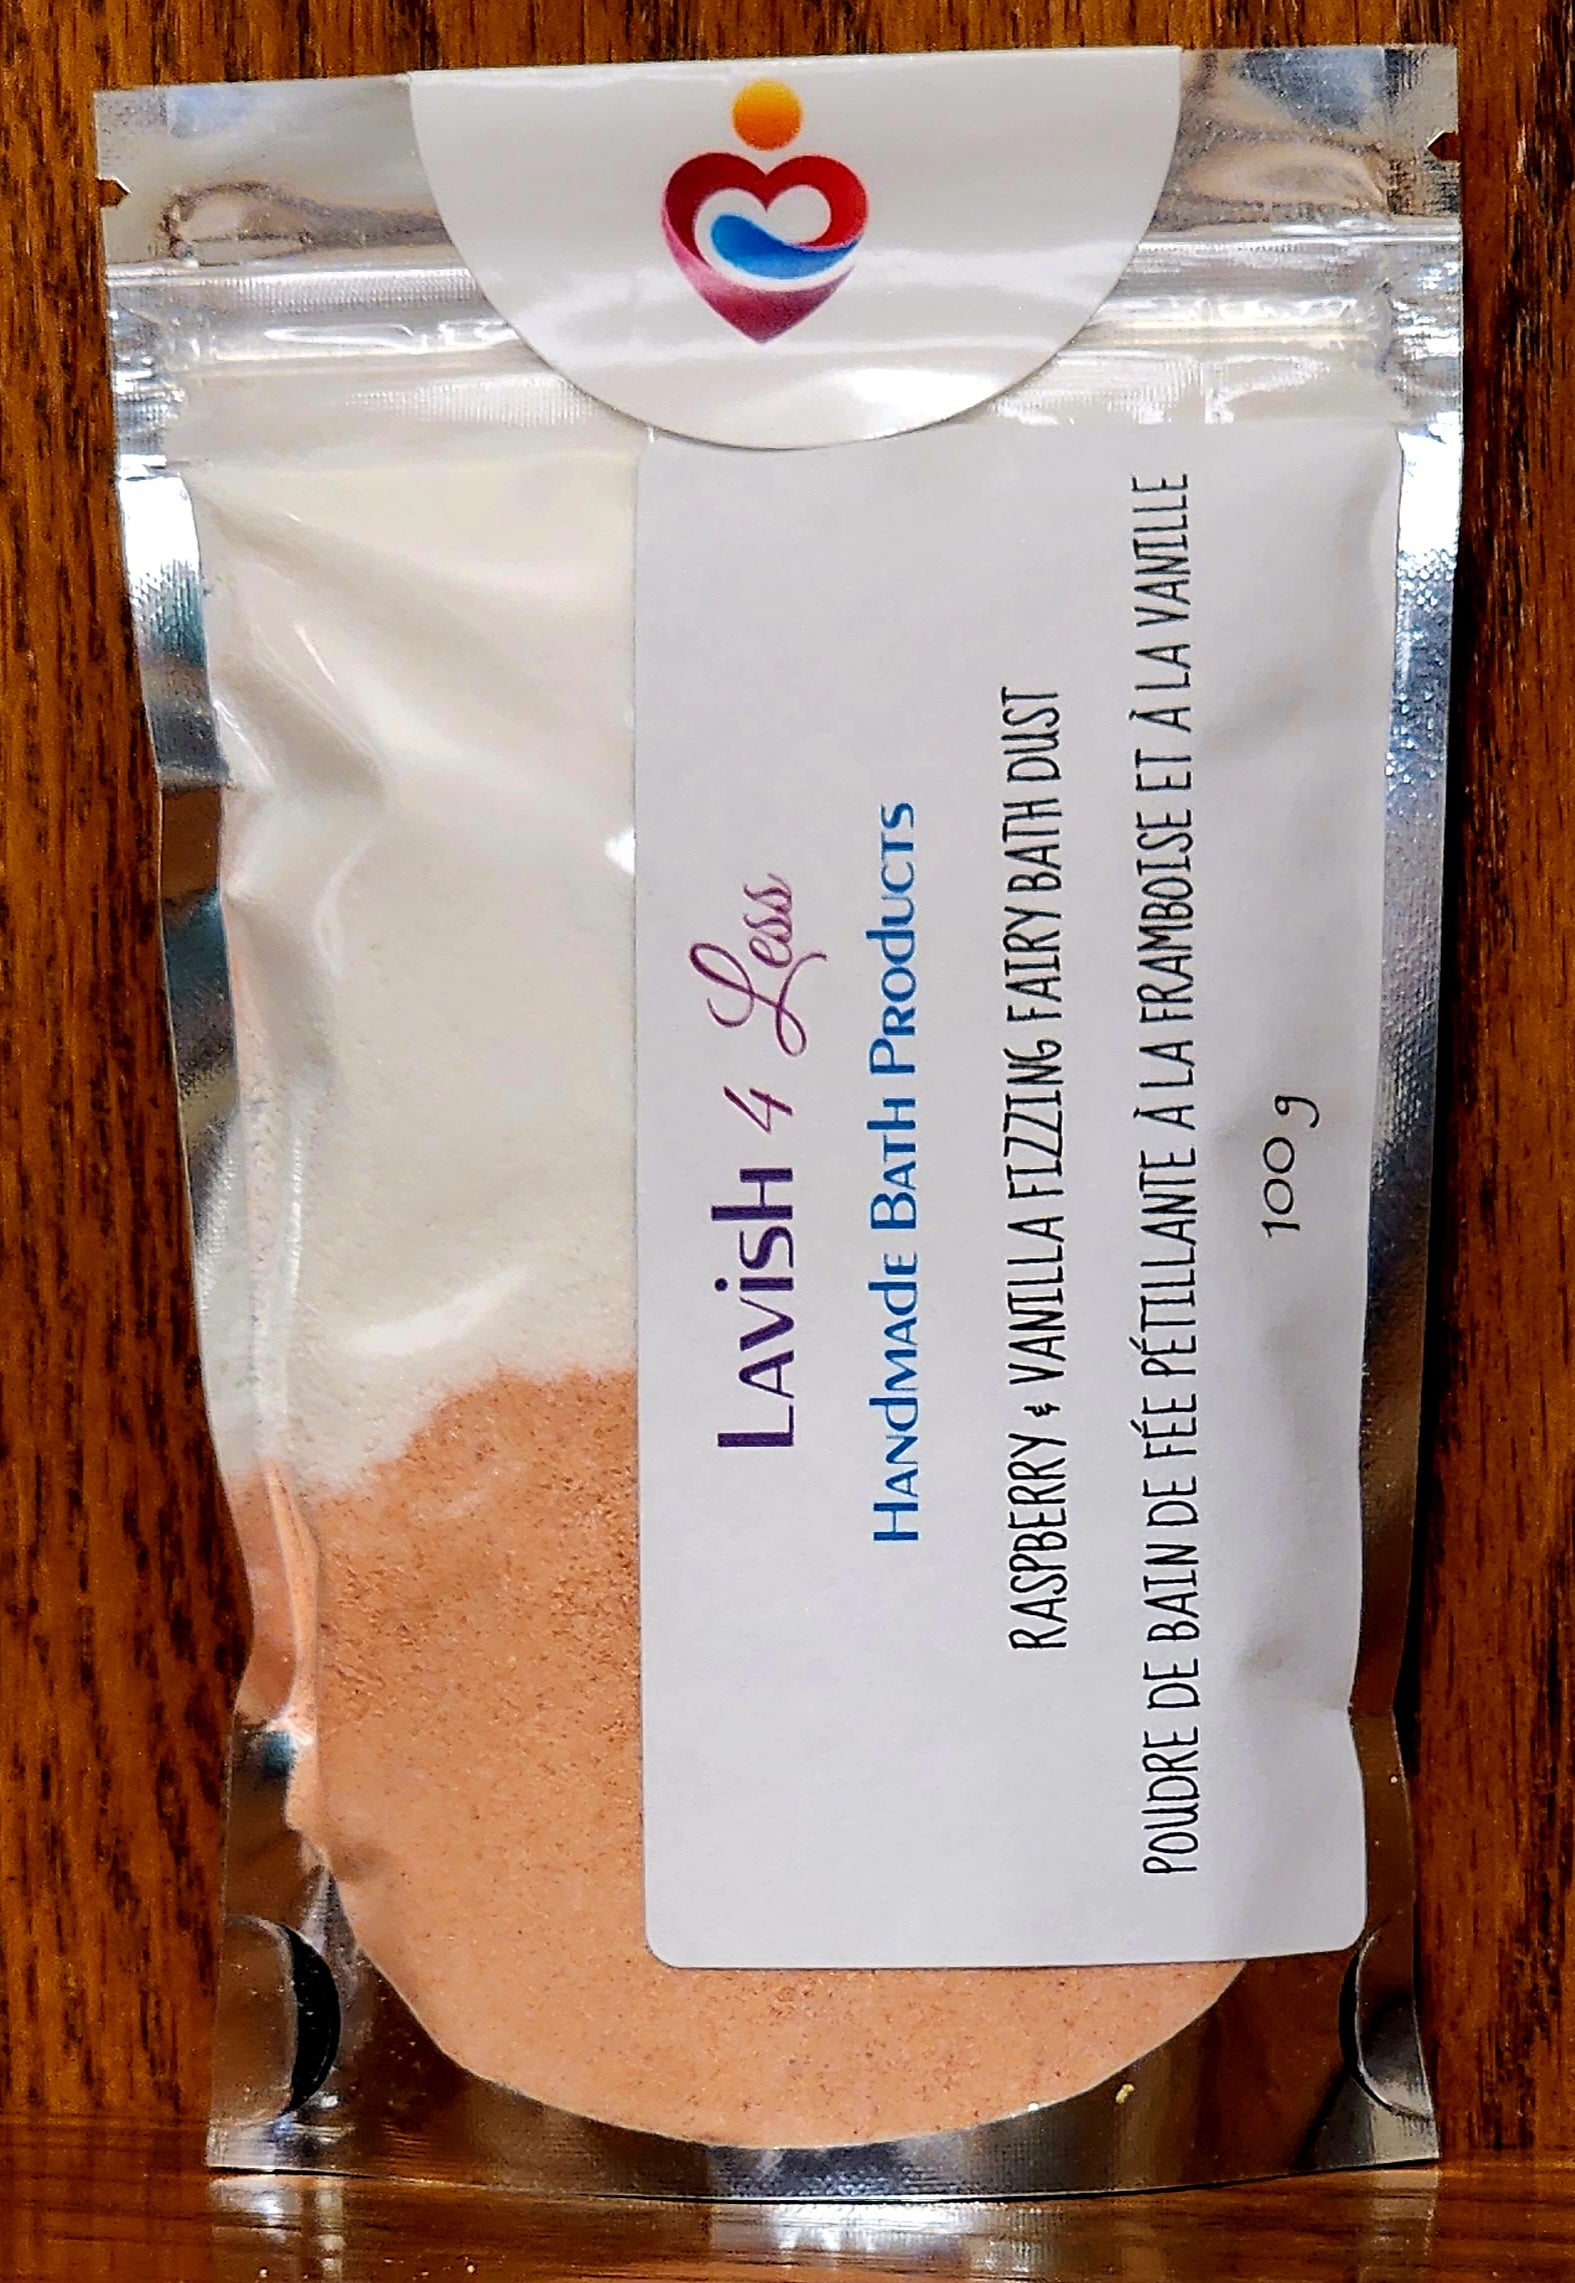 Lavish 4 Less
Handmade Bath Products
RASPBERRY & VANILLA FIZZING FAIRY BATH DUST
POUDRE DE BAIN DE FÉE PÉTILLANTE À LA FRAMBOISE ET À LA VANILLE
100 g